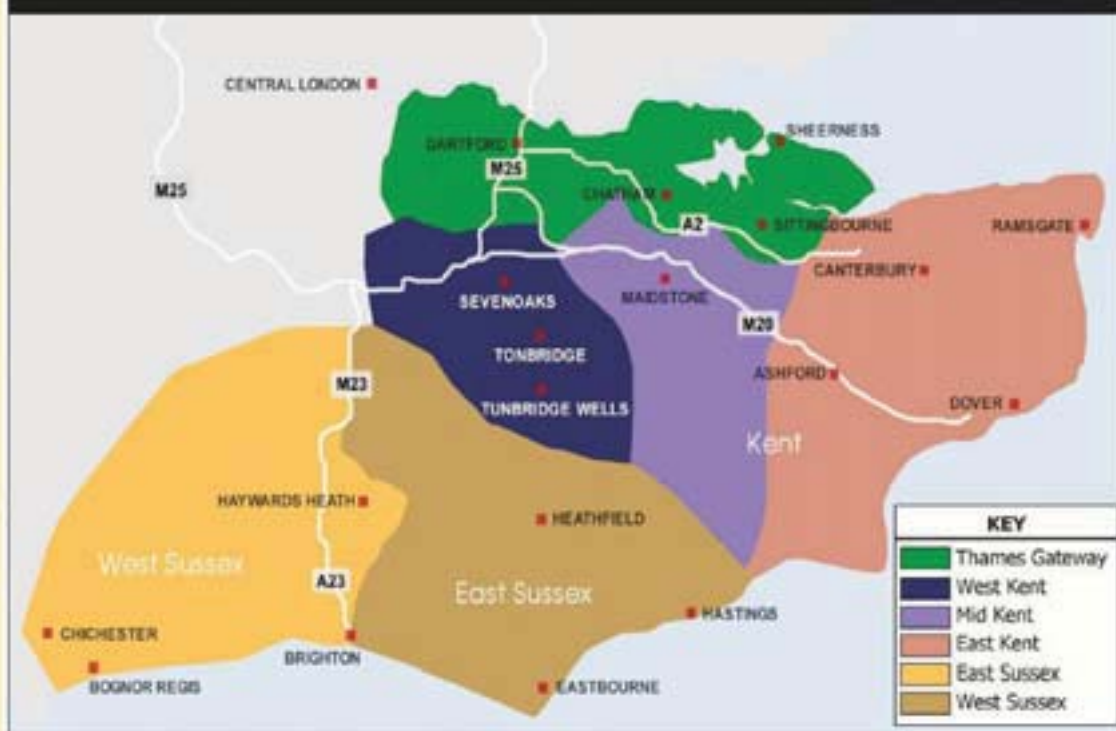 CENTRAL LONDON
SHEERNESS
DARTFORD
M25
M25
CHATHAM
A2
SITTINGBOURNE
RAMSGATE
CANTERBURY
SEVENOAKS
MAIDSTONE
M20
TONBRIDGE
M23
ASHFORD
TUNBRIDGE WELLS
DOVER
Kent
HAYWARDS HEATH
HEATHFIELD
West Sussex
A23
East Sussex
HASTINGS
CHICHESTER
BRIGHTON
BOGNOR REGIS
EASTBOURNE
KEY
Thames Gateway
West Kent
Mid Kent
East Kent
East Sussex
West Sussex